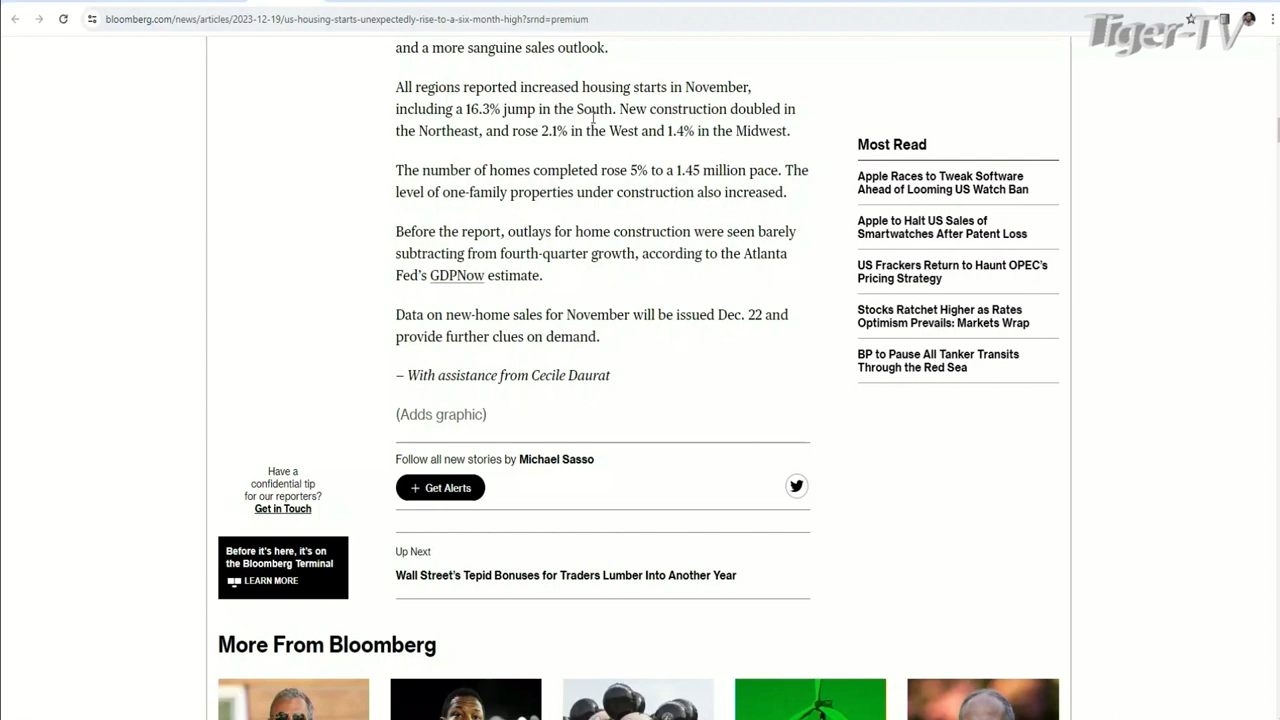 bloomberg.com/news/articles/2023-12-19/us-housing-starts-unexpectedly-rise-to-a-six-month-high?srnd=premium
Tiger-TV
and a more sanguine sales outlook.
All regions reported increased housing starts in November,
including a 16.3% jump in the South. New construction doubled in
the Northeast, and rose 2.1% in the West and 1.4% in the Midwest.
The number of homes completed rose 5% to a 1.45 million pace. The
level of one-family properties under construction also increased.
Before the report, outlays for home construction were seen barely
subtracting from fourth-quarter growth, according to the Atlanta
Fed's GDPNow estimate.
Data on new-home sales for November will be issued Dec. 22 and
provide further clues on demand.
– With assistance from Cecile Daurat
(Adds graphic)
Follow all new stories by Michael Sasso
+ Get Alerts
Up Next
Wall Street's Tepid Bonuses for Traders Lumber Into Another Year
Have a
confidential tip
for our reporters?
Get in Touch
Before it's here, it's on
the Bloomberg Terminal
LEARN MORE
Most Read
Apple Races to Tweak Software
Ahead of Looming US Watch Ban
Apple to Halt US Sales of
Smartwatches After Patent Loss
US Frackers Return to Haunt OPEC's
Pricing Strategy
Stocks Ratchet Higher as Rates
Optimism Prevails: Markets Wrap
BP to Pause All Tanker Transits
Through the Red Sea
More From Bloomberg